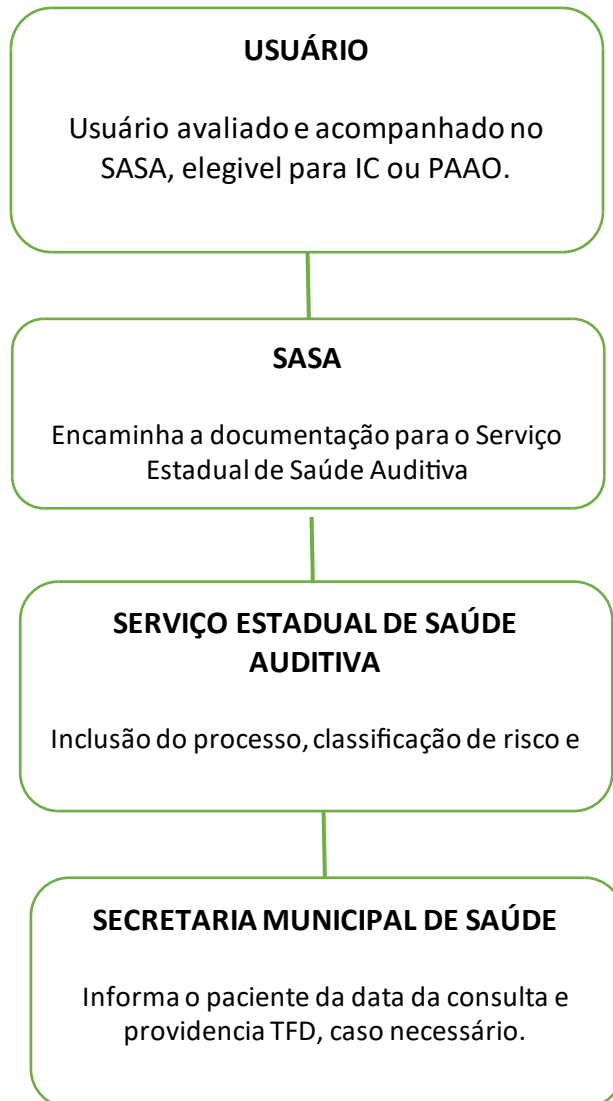 USUÁRIO
Usuário avaliado e acompanhado no
SASA, elegivel para IC ou PAAO.
SASA
Encaminha a documentação para o Serviço
Estadual de Saúde Auditiva
SERVIÇO ESTADUAL DE SAÚDE
AUDITIVA
Inclusão do processo, classificação de risco e
SECRETARIA MUNICIPAL DE SAÚDE
Informa o paciente da data da consulta e
providencia TFD, caso necessário.